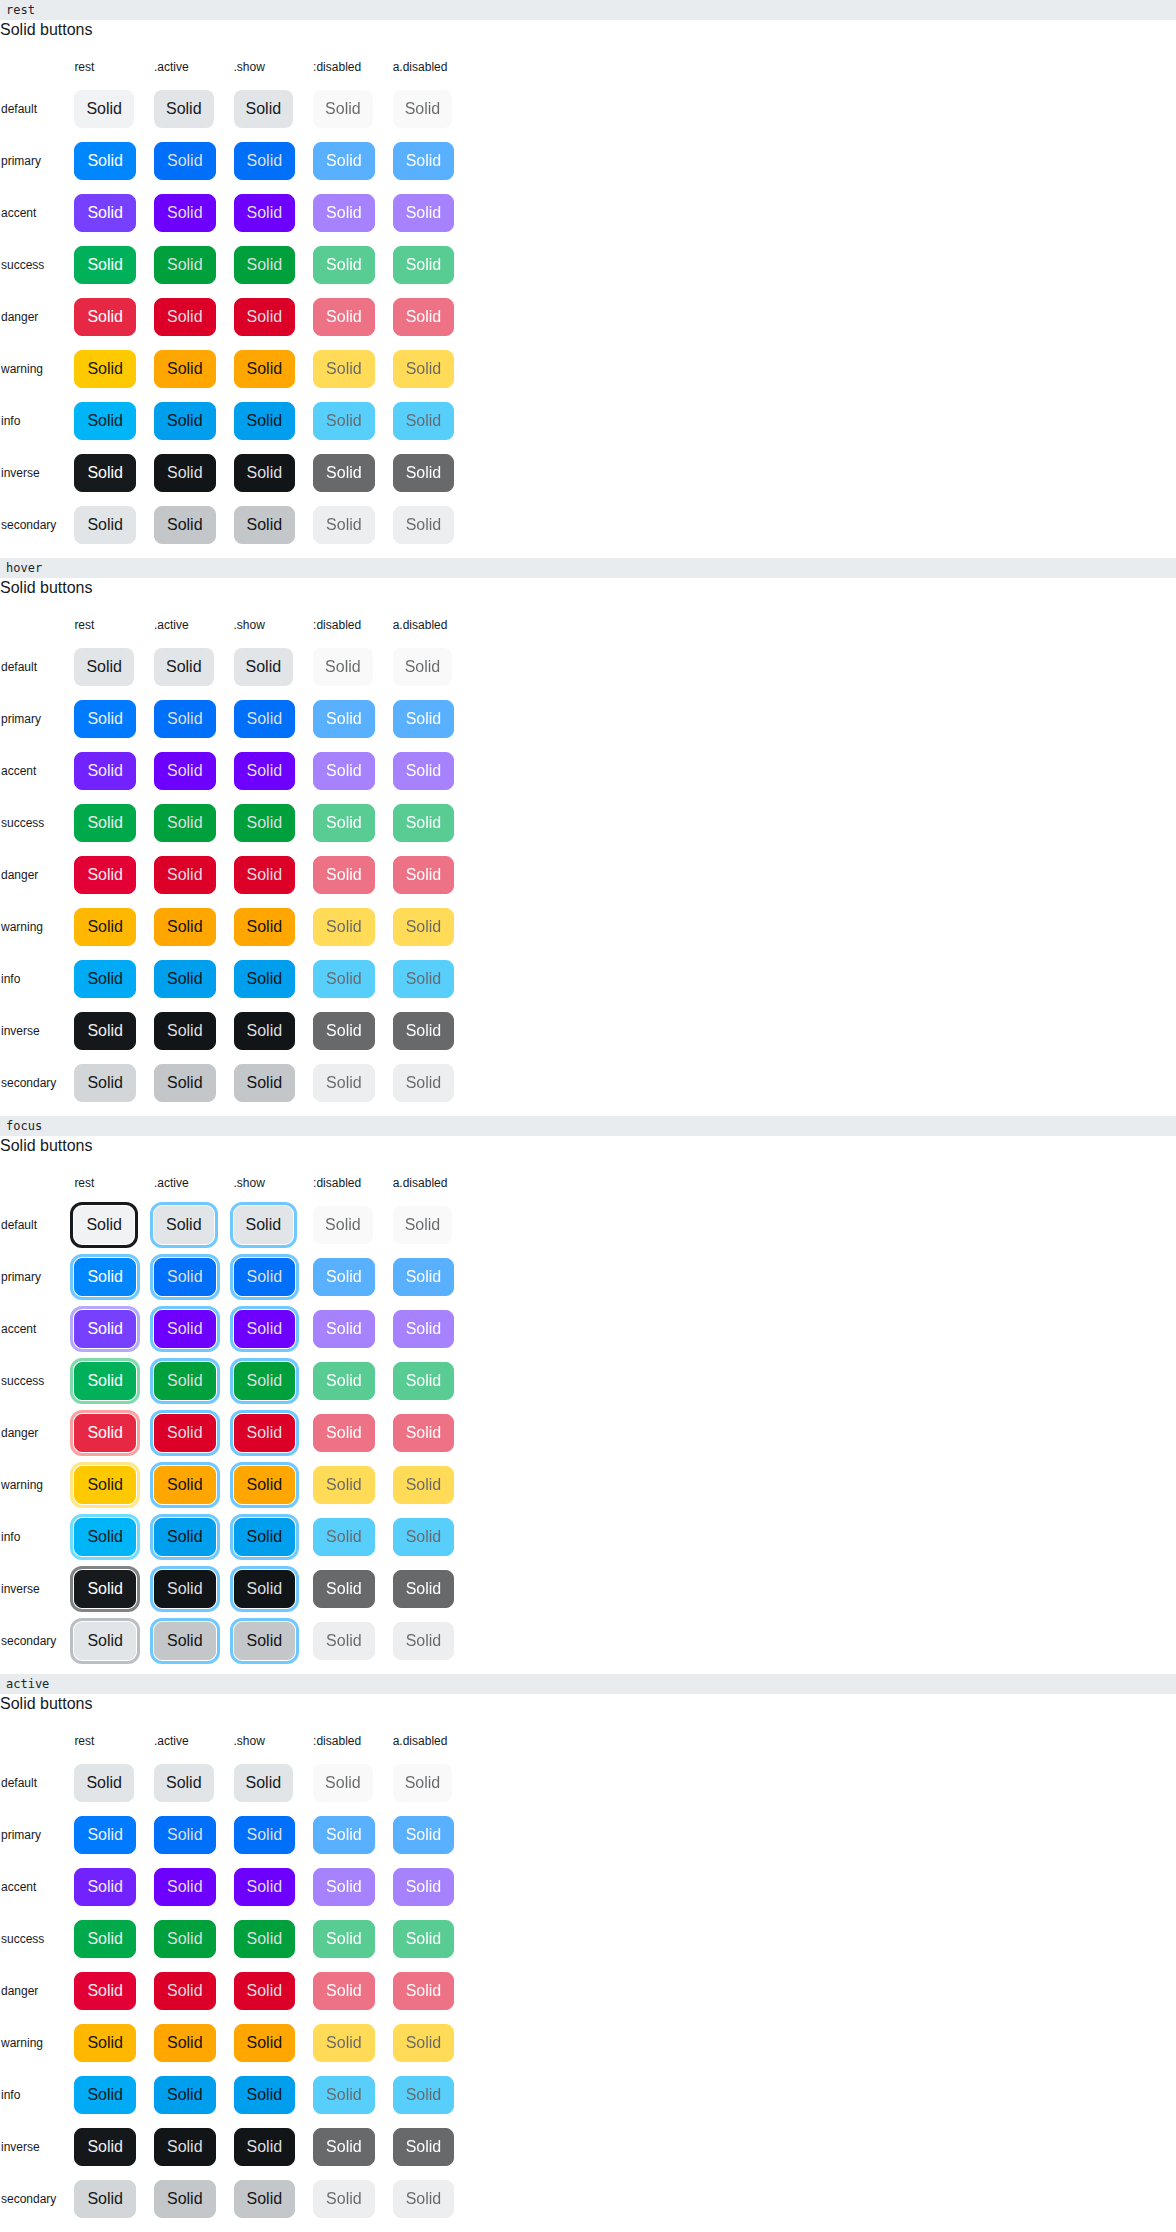 rest
Solid buttons
rest .active .show :disabled a.disabled
default Solid Solid Solid Solid Solid
primary Solid Solid Solid Solid Solid
accent Solid Solid Solid Solid Solid
success Solid Solid Solid Solid Solid
danger Solid Solid Solid Solid Solid
warning Solid Solid Solid Solid Solid
info Solid Solid Solid Solid Solid
inverse Solid Solid Solid Solid Solid
secondary Solid Solid Solid Solid Solid
hover
Solid buttons
rest .active .show :disabled a.disabled
default Solid Solid Solid Solid Solid
primary Solid Solid Solid Solid Solid
accent Solid Solid Solid Solid Solid
success Solid Solid Solid Solid Solid
danger Solid Solid Solid Solid Solid
warning Solid Solid Solid Solid Solid
info Solid Solid Solid Solid Solid
inverse Solid Solid Solid Solid Solid
secondary Solid Solid Solid Solid Solid
focus
Solid buttons
rest .active .show :disabled a.disabled
default Solid Solid Solid Solid Solid
primary Solid Solid Solid Solid Solid
accent Solid Solid Solid Solid Solid
success Solid Solid Solid Solid Solid
danger Solid Solid Solid Solid Solid
warning Solid Solid Solid Solid Solid
info Solid Solid Solid Solid Solid
inverse Solid Solid Solid Solid Solid
secondary Solid Solid Solid Solid Solid
active
Solid buttons
rest .active .show :disabled a.disabled
default Solid Solid Solid Solid Solid
primary Solid Solid Solid Solid Solid
accent Solid Solid Solid Solid Solid
success Solid Solid Solid Solid Solid
danger Solid Solid Solid Solid Solid
warning Solid Solid Solid Solid Solid
info Solid Solid Solid Solid Solid
inverse Solid Solid Solid Solid Solid
secondary Solid Solid Solid Solid Solid